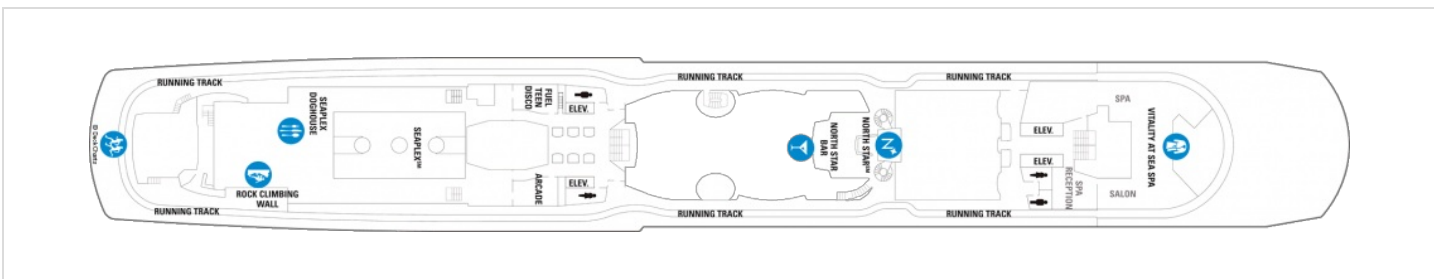 RUNNING TRACK
RUNNING TRACK
RUNNING TRACK
SEAPLEX
DOGHOUSE
FUEL
TEEN
DISCO
ELEV.
SPA
© DeckChartz
SEAPLEX™
NORTH STAR
BAR
NORTH STAR™
N
ELEV.
VITALITY AT SEA SPA
ELEV.
ROCK CLIMBING
WALL
ARCADE
ELEV.
SPA
RECEPTION
SALON
RUNNING TRACK
RUNNING TRACK
RUNNING TRACK